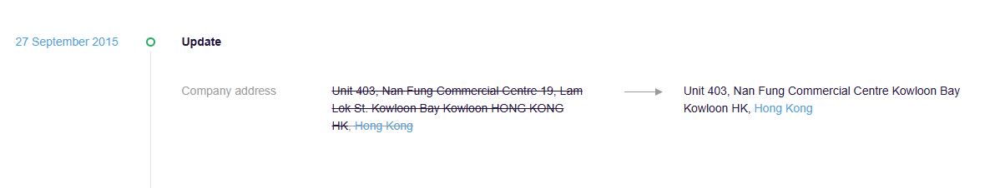 27 September 2015
Update
Company address
Unit 403, Nan Fung Commercial Centre 19, Lam
Lok St. Kowloon Bay Kowloon HONG KONG
HK, Hong Kong
Unit 403, Nan Fung Commercial Centre Kowloon Bay
Kowloon HK, Hong Kong